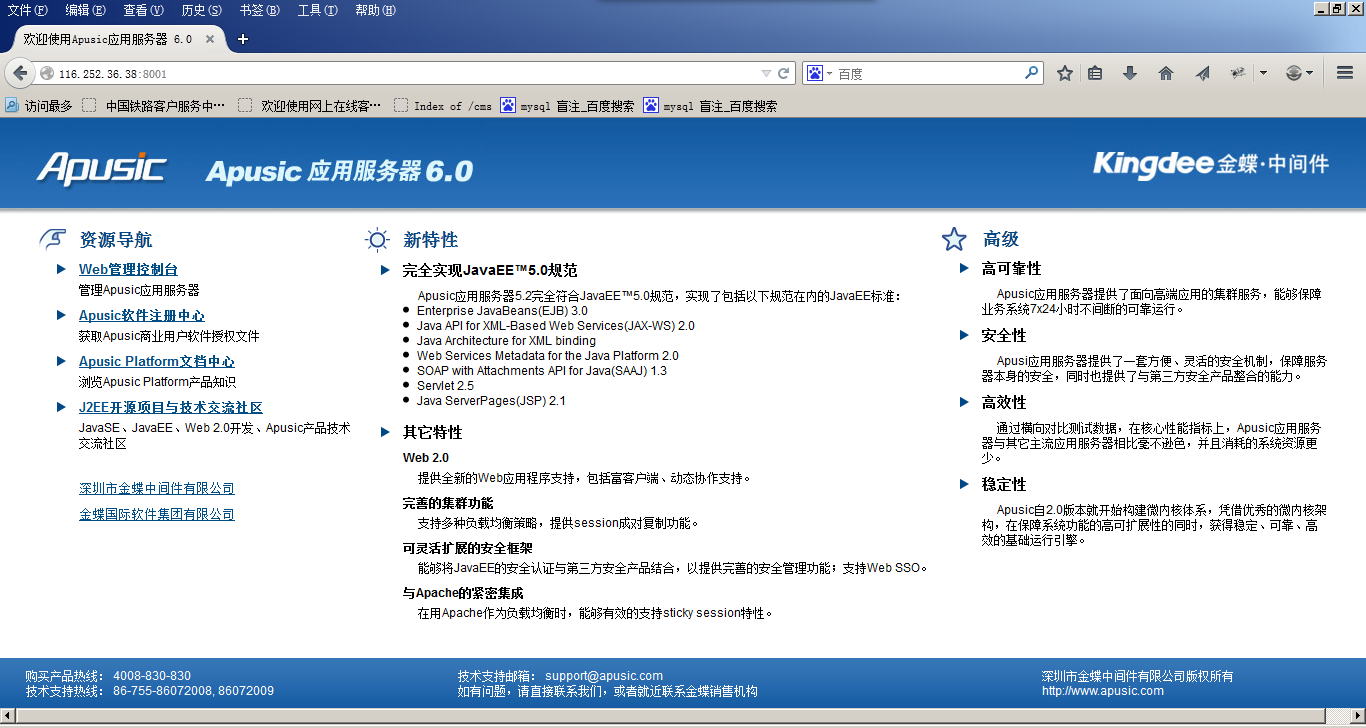 文件(F) 编辑(E) 查看(V) 历史(S) 书签(B) 工具(T) 帮助(H)
欢迎使用Apusic应用服务器 6.0
116.252.36.38:8001
百度
访问最多 中国铁路客户服务中… 欢迎使用网上在线客… Index of /cms mysql 盲注_百度搜索 mysql 盲注_百度搜索
Apusic Apusic 应用服务器 6.0 Kingdee 金蝶·中间件
资源导航
Web管理控制台
管理Apusic应用服务器
Apusic软件注册中心
获取Apusic商业用户软件授权文件
Apusic Platform文档中心
浏览Apusic Platform产品知识
J2EE开源项目与技术交流社区
JavaSE、JavaEE、Web 2.0开发、Apusic产品技术
交流社区
深圳市金蝶中间件有限公司
金蝶国际软件集团有限公司
新特性
完全实现JavaEE™5.0规范
Apusic应用服务器5.2完全符合JavaEE™5.0规范，实现了包括以下规范在内的JavaEE标准：
Enterprise JavaBeans(EJB) 3.0
Java API for XML-Based Web Services(JAX-WS) 2.0
Java Architecture for XML binding
Web Services Metadata for the Java Platform 2.0
SOAP with Attachments API for Java(SAAJ) 1.3
Servlet 2.5
Java ServerPages(JSP) 2.1
其它特性
Web 2.0
提供全新的Web应用程序支持，包括富客户端、动态协作支持。
完善的集群功能
支持多种负载均衡策略，提供session成对复制功能。
可灵活扩展的安全框架
能够将JavaEE的安全认证与第三方安全产品结合，以提供完善的安全管理功能；支持Web SSO。
与Apache的紧密集成
在用Apache作为负载均衡时，能够有效的支持sticky session特性。
高级
高可靠性
Apusic应用服务器提供了面向高端应用的集群服务，能够保障
业务系统7x24小时不间断的可靠运行。
安全性
Apusi应用服务器提供了一套方便、灵活的安全机制，保障服务
器本身的安全，同时也提供了与第三方安全产品整合的能力。
高效性
通过横向对比测试数据，在核心性能指标上，Apusic应用服务
器与其它主流应用服务器相比毫不逊色，并且消耗的系统资源更
少。
稳定性
Apusic自2.0版本就开始构建微内核体系，凭借优秀的微内核架
构，在保障系统功能的高可扩展性的同时，获得稳定、可靠、高
效的基础运行引擎。
购买产品热线： 4008-830-830
技术支持热线： 86-755-86072008, 86072009
技术支持邮箱： support@apusic.com
如有问题，请直接联系我们，或者就近联系金蝶销售机构
深圳市金蝶中间件有限公司版权所有
http://www.apusic.com